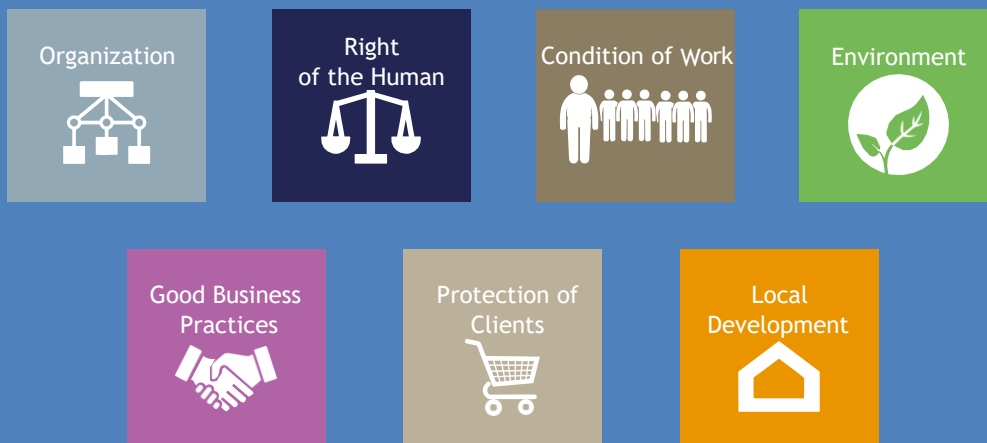 Organization
Right
of the Human
Condition of Work
Environment
Good Business
Practices
Protection of
Clients
Local
Development